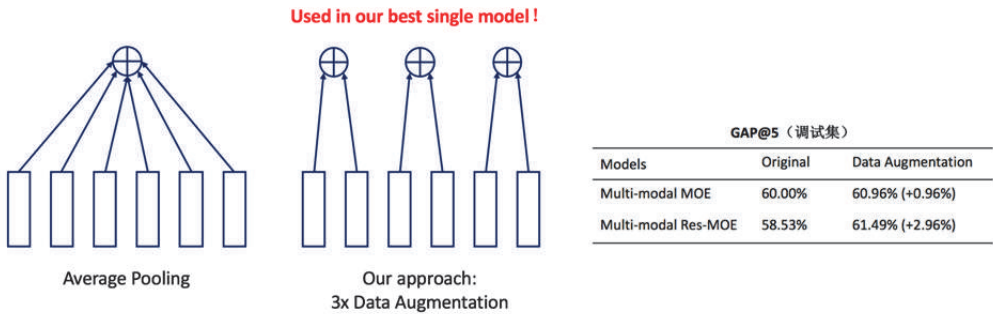 Used in our best single model！
Average Pooling
Our approach:
3x Data Augmentation
GAP@5（调试集）
Models Original Data Augmentation
Multi-modal MOE 60.00% 60.96% (+0.96%)
Multi-modal Res-MOE 58.53% 61.49% (+2.96%)